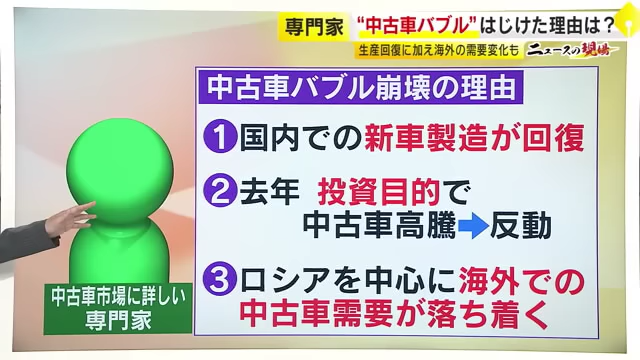 専門家
"中古車バブル"はじけた理由は?
生産回復に加え海外の需要変化も
ニュースの現場
中古車バブル崩壊の理由
①国内での新車製造が回復
②去年 投資目的で
中古車高騰➡反動
③ロシアを中心に海外での
中古車需要が落ち着く
中古車市場に詳しい
専門家